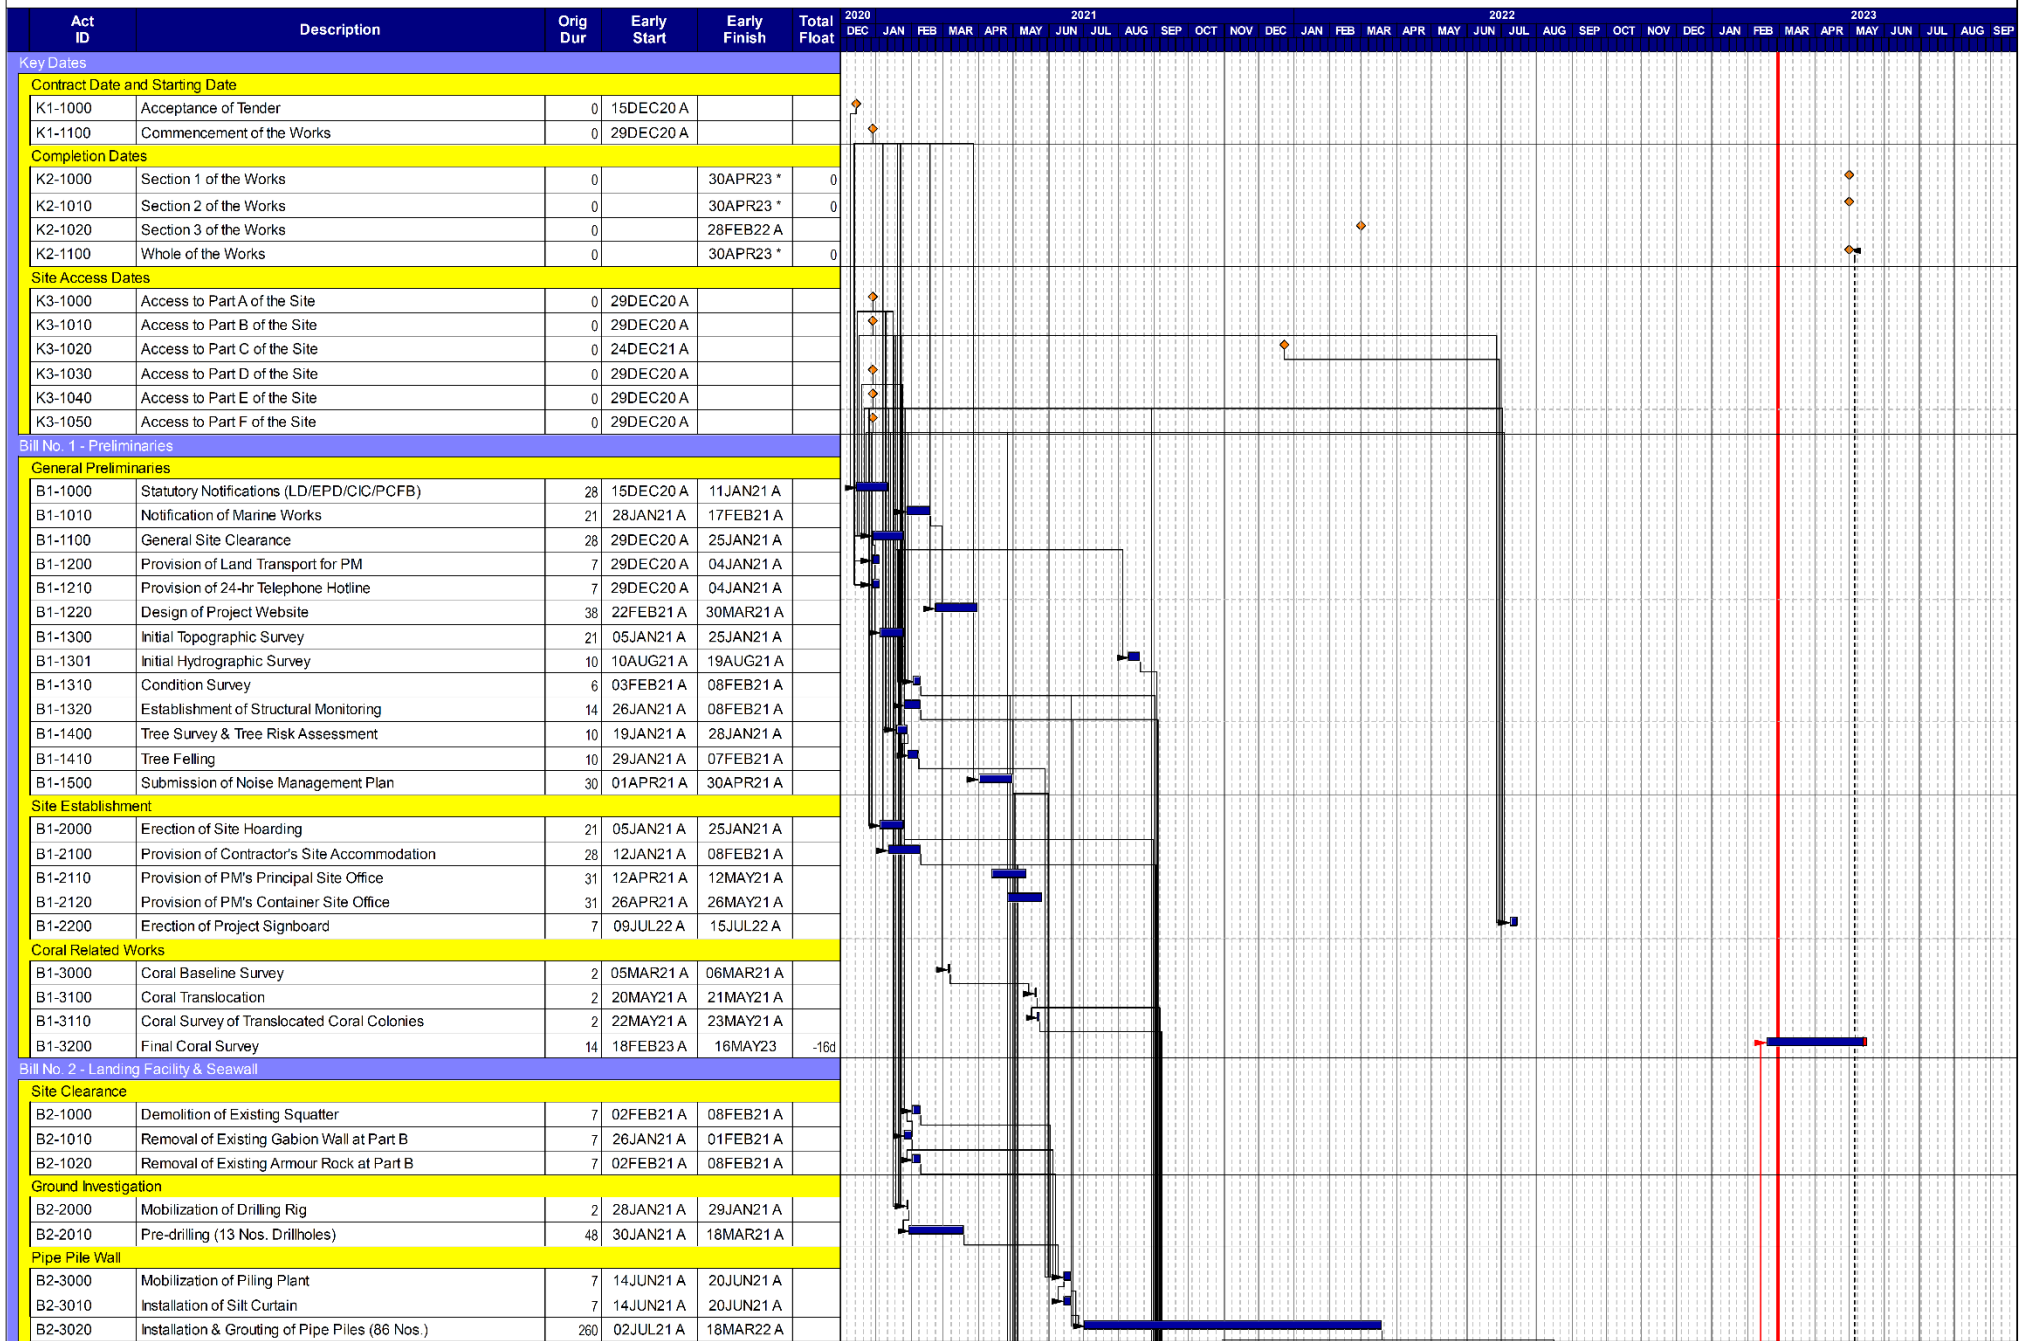 Act ID Description Orig Dur Early Start Early Finish Total Float
2020 2021 2022 2023
DEC JAN FEB MAR APR MAY JUN JUL AUG SEP OCT NOV DEC JAN FEB MAR APR MAY JUN JUL AUG SEP OCT NOV DEC JAN FEB MAR APR MAY JUN JUL AUG SEP
Key Dates
Contract Date and Starting Date
K1-1000 Acceptance of Tender 0 15DEC20 A
K1-1100 Commencement of the Works 0 29DEC20 A
Completion Dates
K2-1000 Section 1 of the Works 0 30APR23 * 0
K2-1010 Section 2 of the Works 0 30APR23 * 0
K2-1020 Section 3 of the Works 0 28FEB22 A
K2-1100 Whole of the Works 0 30APR23 * 0
Site Access Dates
K3-1000 Access to Part A of the Site 0 29DEC20 A
K3-1010 Access to Part B of the Site 0 29DEC20 A
K3-1020 Access to Part C of the Site 0 24DEC21 A
K3-1030 Access to Part D of the Site 0 29DEC20 A
K3-1040 Access to Part E of the Site 0 29DEC20 A
K3-1050 Access to Part F of the Site 0 29DEC20 A
Bill No. 1 - Preliminaries
General Preliminaries
B1-1000 Statutory Notifications (LD/EPD/CIC/PCFB) 28 15DEC20 A 11JAN21 A
B1-1010 Notification of Marine Works 21 28JAN21 A 17FEB21 A
B1-1100 General Site Clearance 28 29DEC20 A 25JAN21 A
B1-1200 Provision of Land Transport for PM 7 29DEC20 A 04JAN21 A
B1-1210 Provision of 24-hr Telephone Hotline 7 29DEC20 A 04JAN21 A
B1-1220 Design of Project Website 38 22FEB21 A 30MAR21 A
B1-1300 Initial Topographic Survey 21 05JAN21 A 25JAN21 A
B1-1301 Initial Hydrographic Survey 10 10AUG21 A 19AUG21 A
B1-1310 Condition Survey 6 03FEB21 A 08FEB21 A
B1-1320 Establishment of Structural Monitoring 14 26JAN21 A 08FEB21 A
B1-1400 Tree Survey & Tree Risk Assessment 10 19JAN21 A 28JAN21 A
B1-1410 Tree Felling 10 29JAN21 A 07FEB21 A
B1-1500 Submission of Noise Management Plan 30 01APR21 A 30APR21 A
Site Establishment
B1-2000 Erection of Site Hoarding 21 05JAN21 A 25JAN21 A
B1-2100 Provision of Contractor's Site Accommodation 28 12JAN21 A 08FEB21 A
B1-2110 Provision of PM's Principal Site Office 31 12APR21 A 12MAY21 A
B1-2120 Provision of PM's Container Site Office 31 26APR21 A 26MAY21 A
B1-2200 Erection of Project Signboard 7 09JUL22 A 15JUL22 A
Coral Related Works
B1-3000 Coral Baseline Survey 2 05MAR21 A 06MAR21 A
B1-3100 Coral Translocation 2 20MAY21 A 21MAY21 A
B1-3110 Coral Survey of Translocated Coral Colonies 2 22MAY21 A 23MAY21 A
B1-3200 Final Coral Survey 14 18FEB23 A 16MAY23 -16d
Bill No. 2 - Landing Facility & Seawall
Site Clearance
B2-1000 Demolition of Existing Squatter 7 02FEB21 A 08FEB21 A
B2-1010 Removal of Existing Gabion Wall at Part B 7 26JAN21 A 01FEB21 A
B2-1020 Removal of Existing Armour Rock at Part B 7 02FEB21 A 08FEB21 A
Ground Investigation
B2-2000 Mobilization of Drilling Rig 2 28JAN21 A 29JAN21 A
B2-2010 Pre-drilling (13 Nos. Drillholes) 48 30JAN21 A 18MAR21 A
Pipe Pile Wall
B2-3000 Mobilization of Piling Plant 7 14JUN21 A 20JUN21 A
B2-3010 Installation of Silt Curtain 7 14JUN21 A 20JUN21 A
B2-3020 Installation & Grouting of Pipe Piles (86 Nos.) 260 02JUL21 A 18MAR22 A